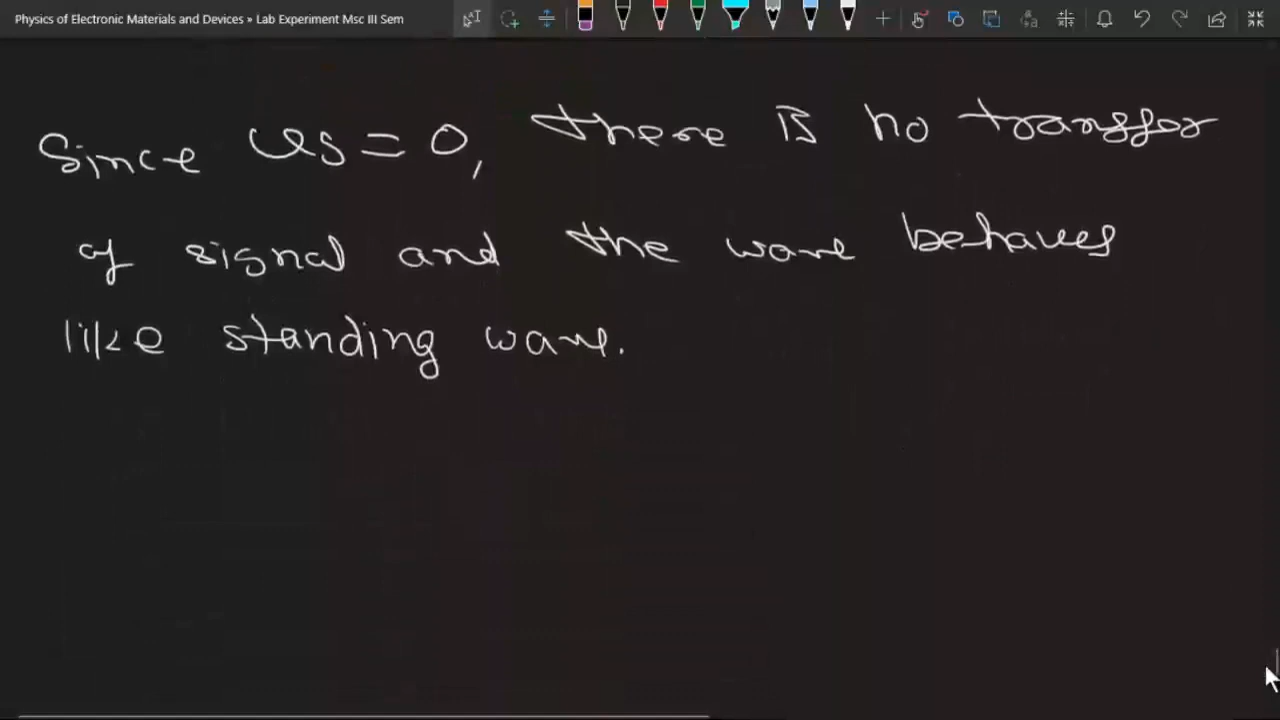 Physics of Electronic Materials and Devices » Lab Experiment Msc III Sem
Since vs = 0, there is no transfer
of signal and the wave behaves
like standing wave.